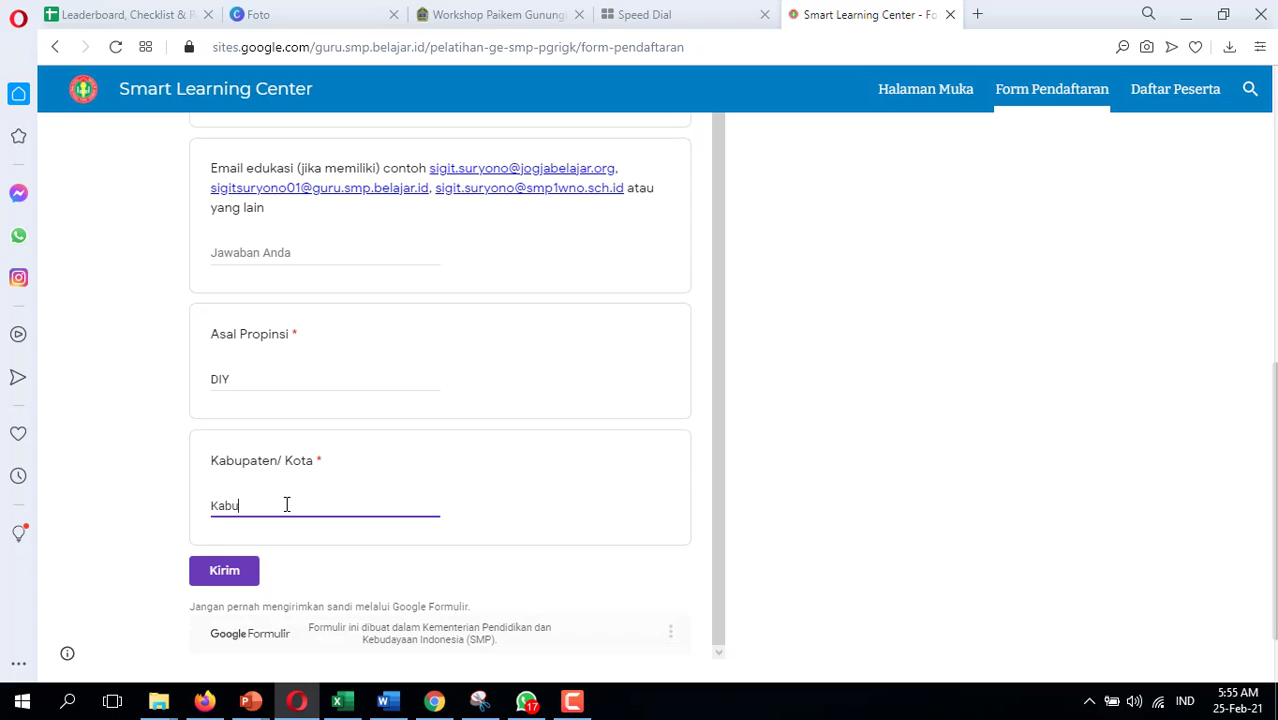 Leaderboard, Checklist & P
Foto
Workshop Paikem Gunungl
Speed Dial
Smart Learning Center - Fo
sites.google.com/guru.smp.belajar.id/pelatihan-ge-smp-pgrigk/form-pendaftaran
Smart Learning Center
Halaman Muka
Form Pendaftaran
Daftar Peserta
Email edukasi (jika memiliki) contoh sigit.suryono@jogjabelajar.org,
sigitsuryono01@guru.smp.belajar.id, sigit.suryono@smp1wno.sch.id atau
yang lain
Jawaban Anda
Asal Propinsi *
DIY
Kabupaten/ Kota *
Kabu
Kirim
Jangan pernah mengirimkan sandi melalui Google Formulir.
Google Formulir
Formulir ini dibuat dalam Kementerian Pendidikan dan
Kebudayaan Indonesia (SMP).
17
IND
5:55 AM
25-Feb-21